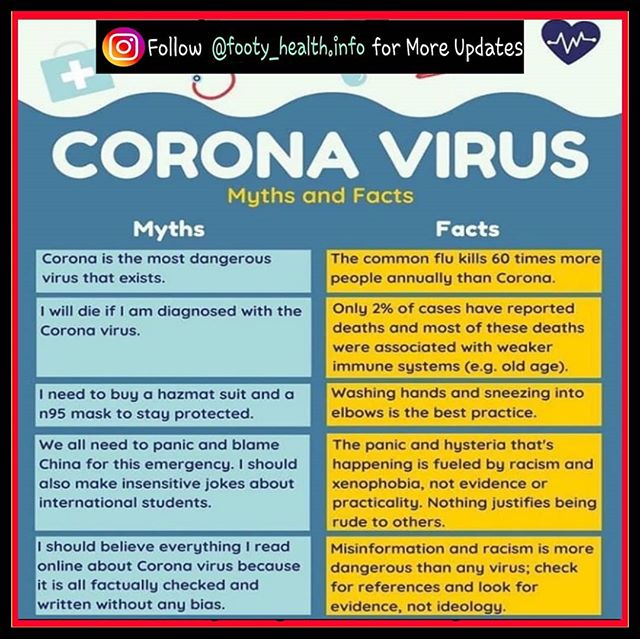 Follow @footy_health.info for More Updates
CORONA VIRUS
Myths and Facts
Myths
Facts
Corona is the most dangerous
virus that exists.
The common flu kills 60 times more
people annually than Corona.
I will die if I am diagnosed with the
Corona virus.
Only 2% of cases have reported
deaths and most of these deaths
were associated with weaker
immune systems (e.g. old age).
I need to buy a hazmat suit and a
n95 mask to stay protected.
Washing hands and sneezing into
elbows is the best practice.
We all need to panic and blame
China for this emergency. I should
also make insensitive jokes about
international students.
The panic and hysteria that's
happening is fueled by racism and
xenophobia, not evidence or
practicality. Nothing justifies being
rude to others.
I should believe everything I read
online about Corona virus because
it is all factually checked and
written without any bias.
Misinformation and racism is more
dangerous than any virus; check
for references and look for
evidence, not ideology.